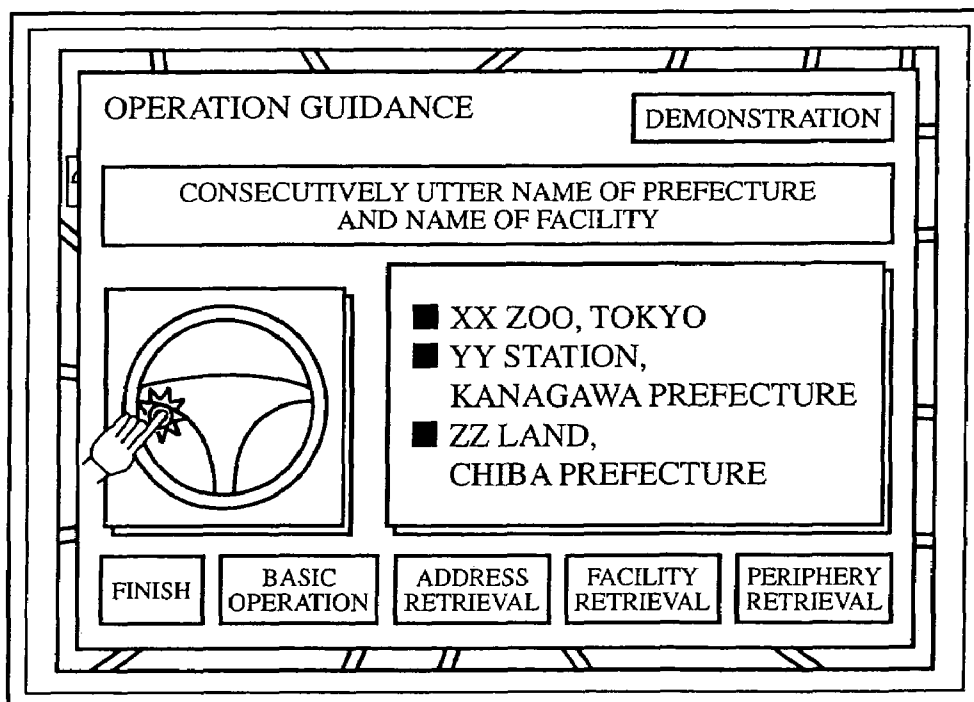 OPERATION GUIDANCE
DEMONSTRATION
CONSECUTIVELY UTTER NAME OF PREFECTURE
AND NAME OF FACILITY
■ XX ZOO, TOKYO
■ YY STATION,
KANAGAWA PREFECTURE
■ ZZ LAND,
CHIBA PREFECTURE
FINISH
BASIC
OPERATION
ADDRESS
RETRIEVAL
FACILITY
RETRIEVAL
PERIPHERY
RETRIEVAL